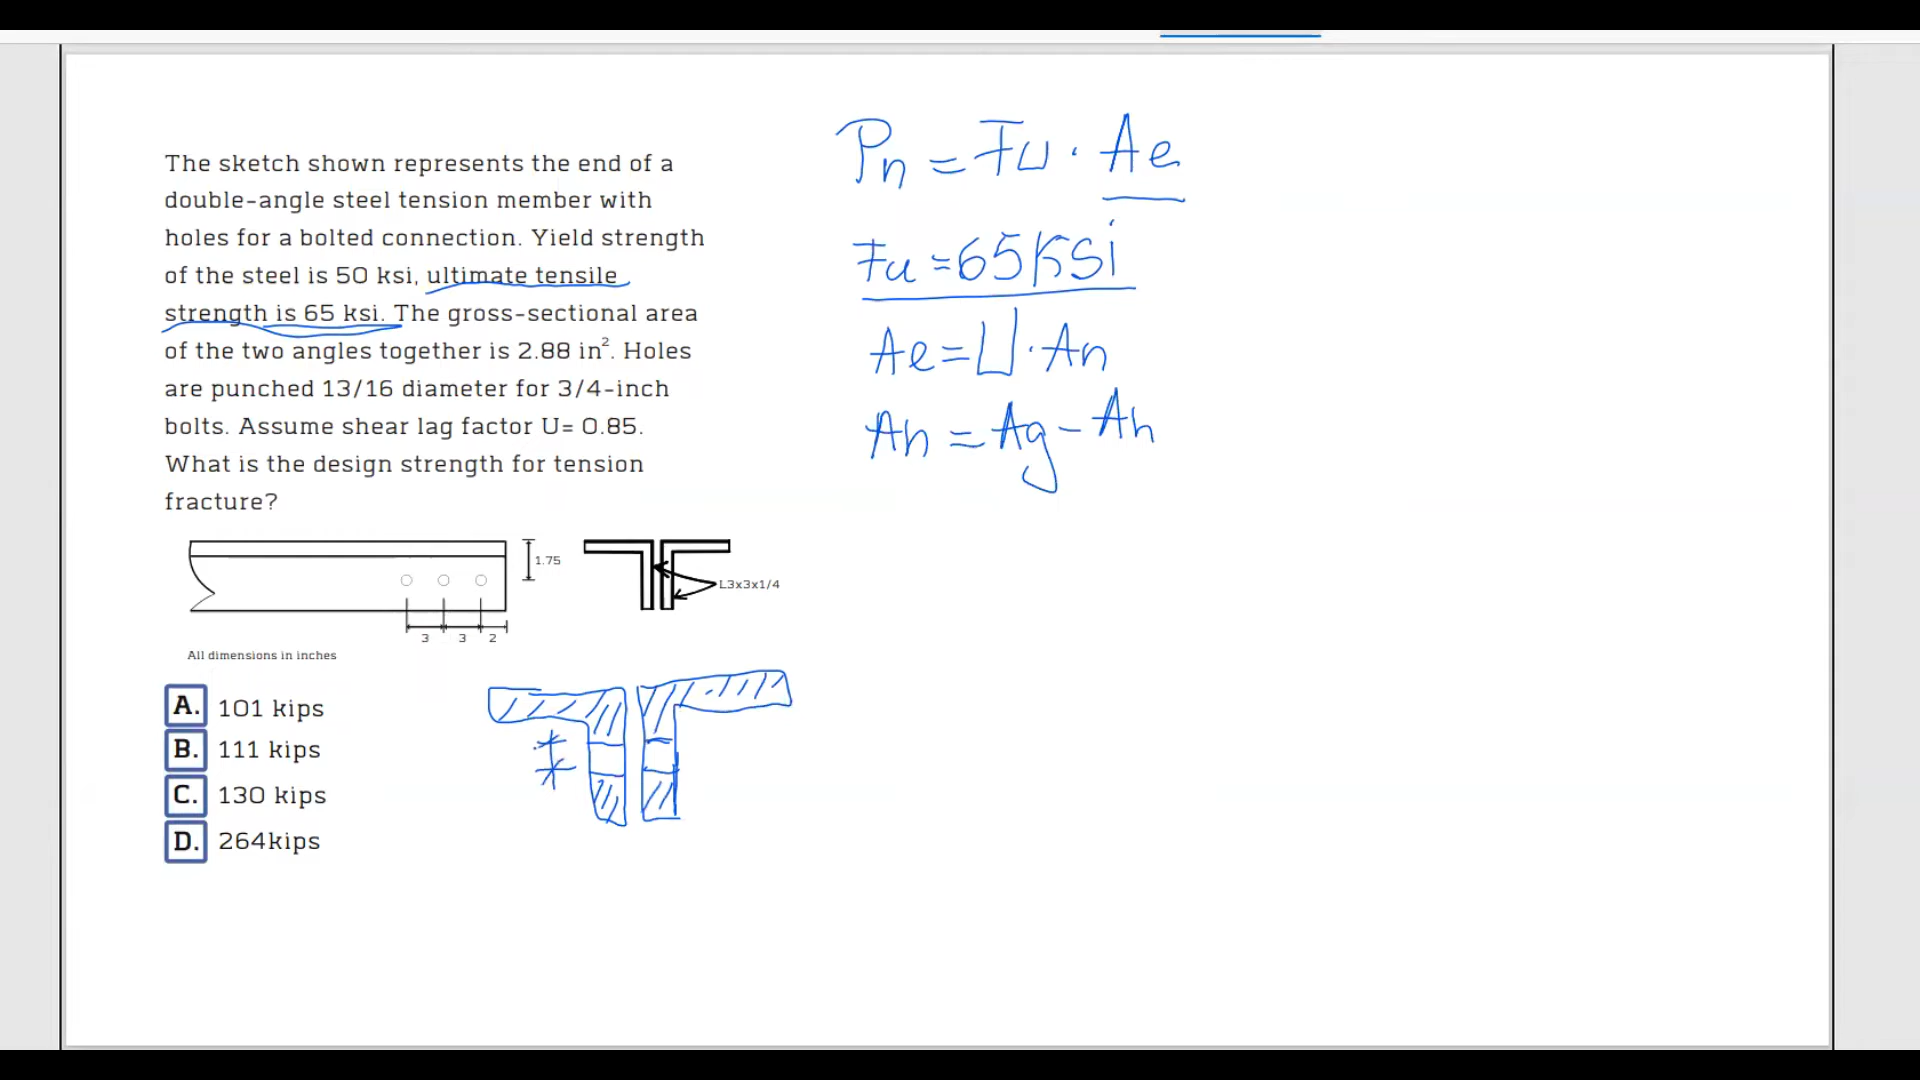 The sketch shown represents the end of a
double-angle steel tension member with
holes for a bolted connection. Yield strength
of the steel is 50 ksi, ultimate tensile
strength is 65 ksi. The gross-sectional area
of the two angles together is 2.88 in². Holes
are punched 13/16 diameter for 3/4-inch
bolts. Assume shear lag factor U= 0.85.
What is the design strength for tension
fracture?
1.75
L3x3x1/4
3 3 2
All dimensions in inches
A. 101 kips
B. 111 kips
C. 130 kips
D. 264kips
Pn = Fu · Ae
Fu = 65 KSi
Ae = U · An
An = Ag - Ah